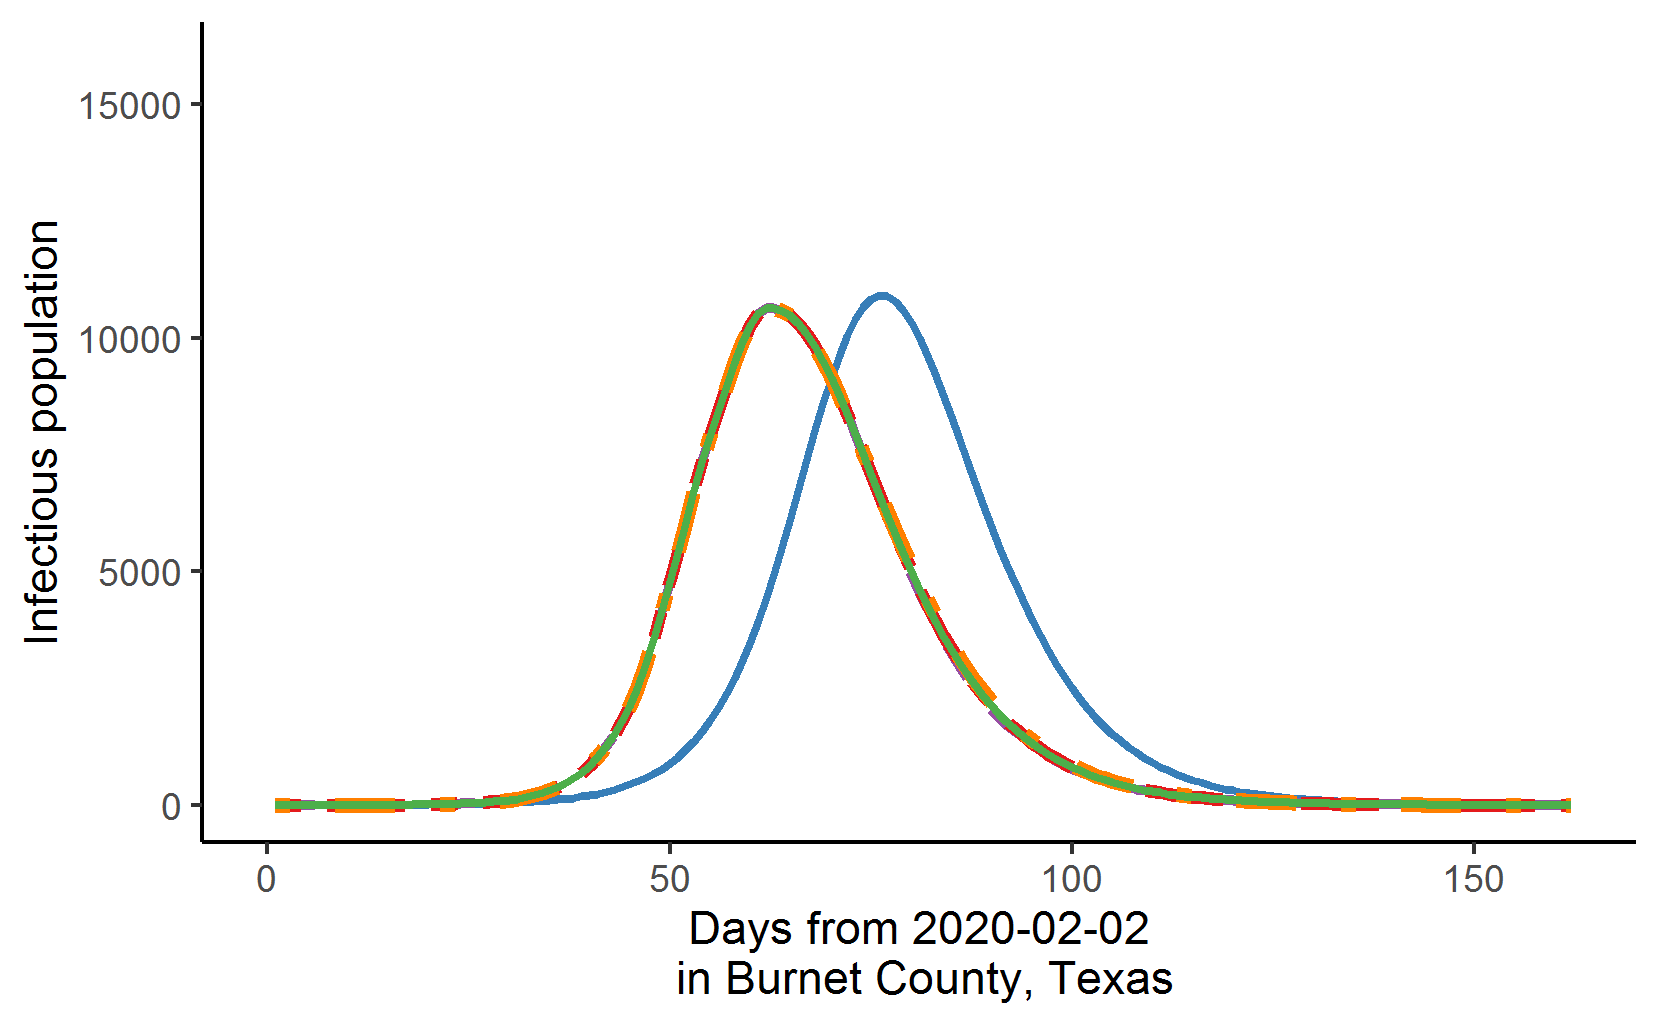 Infectious population
15000
10000
5000
0
0 50 100 150
Days from 2020-02-02
in Burnet County, Texas